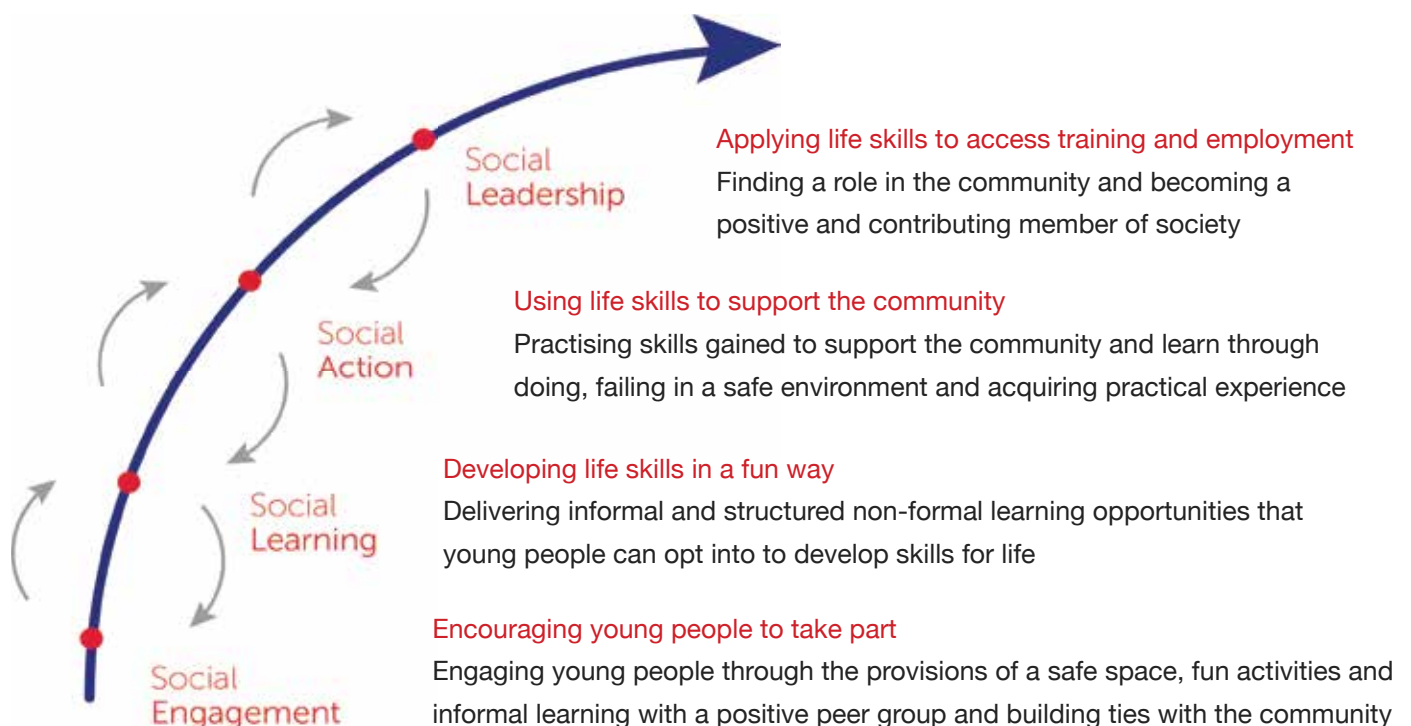 Social
Leadership
Applying life skills to access training and employment
Finding a role in the community and becoming a
positive and contributing member of society
Social
Action
Using life skills to support the community
Practising skills gained to support the community and learn through
doing, failing in a safe environment and acquiring practical experience
Social
Learning
Developing life skills in a fun way
Delivering informal and structured non-formal learning opportunities that
young people can opt into to develop skills for life
Social
Engagement
Encouraging young people to take part
Engaging young people through the provisions of a safe space, fun activities and
informal learning with a positive peer group and building ties with the community